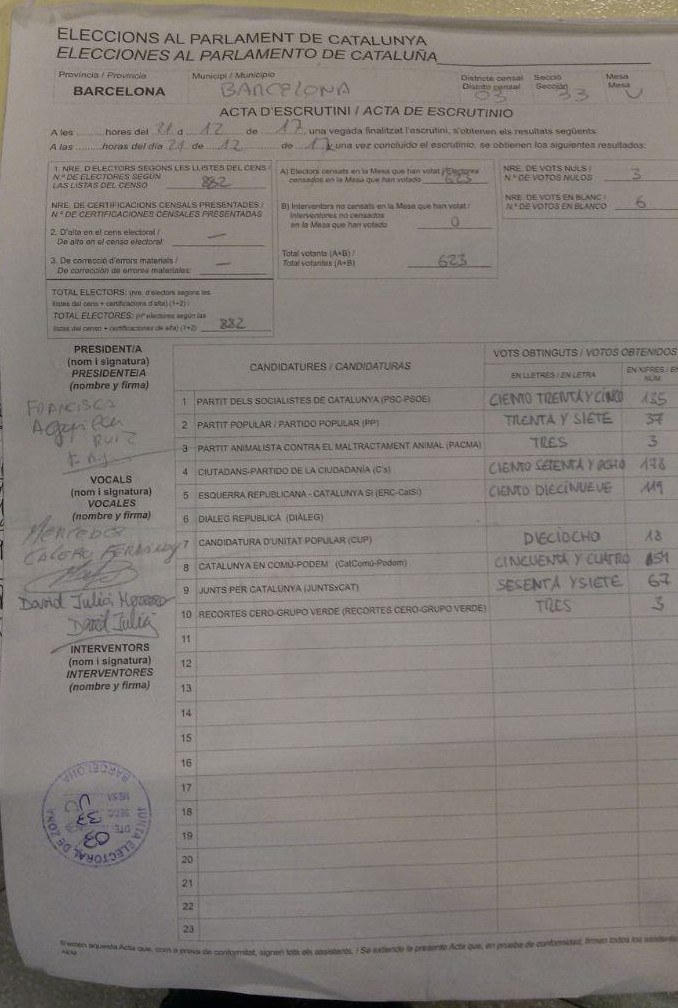 ELECCIONS AL PARLAMENT DE CATALUNYA
ELECCIONES AL PARLAMENTO DE CATALUÑA
Província / Provincia
BARCELONA
Municipi / Municipio
BARCELONA
Districte censal
Distrito censal
03
Secció
Sección
33
Mesa
Mesa
U
ACTA D'ESCRUTINI / ACTA DE ESCRUTINIO
A les ........hores del 21 d 12 de 17, una vegada finalitzat l'escrutini, s'obtenen els resultats següents:
A las ........horas del día 21 de 12 de 17 y una vez concluido el escrutinio, se obtienen los siguientes resultados:
1. NRE. D'ELECTORS SEGONS LES LLISTES DEL CENS /
N.º DE ELECTORES SEGÚN
LAS LISTAS DEL CENSO 882
NRE. DE CERTIFICACIONS CENSALS PRESENTADES /
N.º DE CERTIFICACIONES CENSALES PRESENTADAS
2. D'alta en el cens electoral /
De alta en el censo electoral: —
3. De correcció d'errors materials /
De corrección de errores materiales: —
TOTAL ELECTORS: (nre. d'electors segons les
llistes del cens + certificacions d'alta) (1+2) /
TOTAL ELECTORES: (nº electores según las
listas del censo + certificaciones de alta) (1+2) 882
A) Electors censats en la Mesa que han votat / Electores
censados en la Mesa que han votado 623
B) Interventors no censats en la Mesa que han votat /
Interventores no censados
en la Mesa que han votado 0
Total votants (A+B) /
Total votantes (A+B) 623
NRE. DE VOTS NULS /
N.º DE VOTOS NULOS 3
NRE. DE VOTS EN BLANC /
N.º DE VOTOS EN BLANCO 6
PRESIDENT/A
(nom i signatura)
PRESIDENTE/A
(nombre y firma)
FRANCISCA
RUIZ
VOCALS
(nom i signatura)
VOCALES
(nombre y firma)
MERCEDES
CALERO
David Julià
David Julià
INTERVENTORS
(nom i signatura)
INTERVENTORES
(nombre y firma)
CANDIDATURES / CANDIDATURAS
VOTS OBTINGUTS / VOTOS OBTENIDOS
EN LLETRES / EN LETRA
EN XIFRES / EN
NÚM
1 PARTIT DELS SOCIALISTES DE CATALUNYA (PSC-PSOE) CIENTO TRENTA Y CINCO 135
2 PARTIT POPULAR / PARTIDO POPULAR (PP) TRENTA Y SIETE 37
3 PARTIT ANIMALISTA CONTRA EL MALTRACTAMENT ANIMAL (PACMA) TRES 3
4 CIUTADANS-PARTIDO DE LA CIUDADANÍA (C's) CIENTO SETENTA Y OCHO 178
5 ESQUERRA REPUBLICANA - CATALUNYA SÍ (ERC-CatSí) CIENTO DIECINUEVE 119
6 DIÀLEG REPUBLICÀ (DIÀLEG)
7 CANDIDATURA D'UNITAT POPULAR (CUP) DIECIOCHO 18
8 CATALUNYA EN COMÚ-PODEM (CatComú-Podem) CINCUENTA Y CUATRO 54
9 JUNTS PER CATALUNYA (JUNTSxCAT) SESENTA Y SIETE 67
10 RECORTES CERO-GRUPO VERDE (RECORTES CERO-GRUPO VERDE) TRES 3
11
12
13
14
15
16
17
18
19
20
21
22
23
JUNTA ELECTORAL DE ZONA
BARCELONA
DTE. 03
SECC. 33
MESA U
S'estén aquesta Acta que, com a prova de conformitat, signen tots els assistents. / Se extiende la presente Acta que, en prueba de conformidad, firman todos los